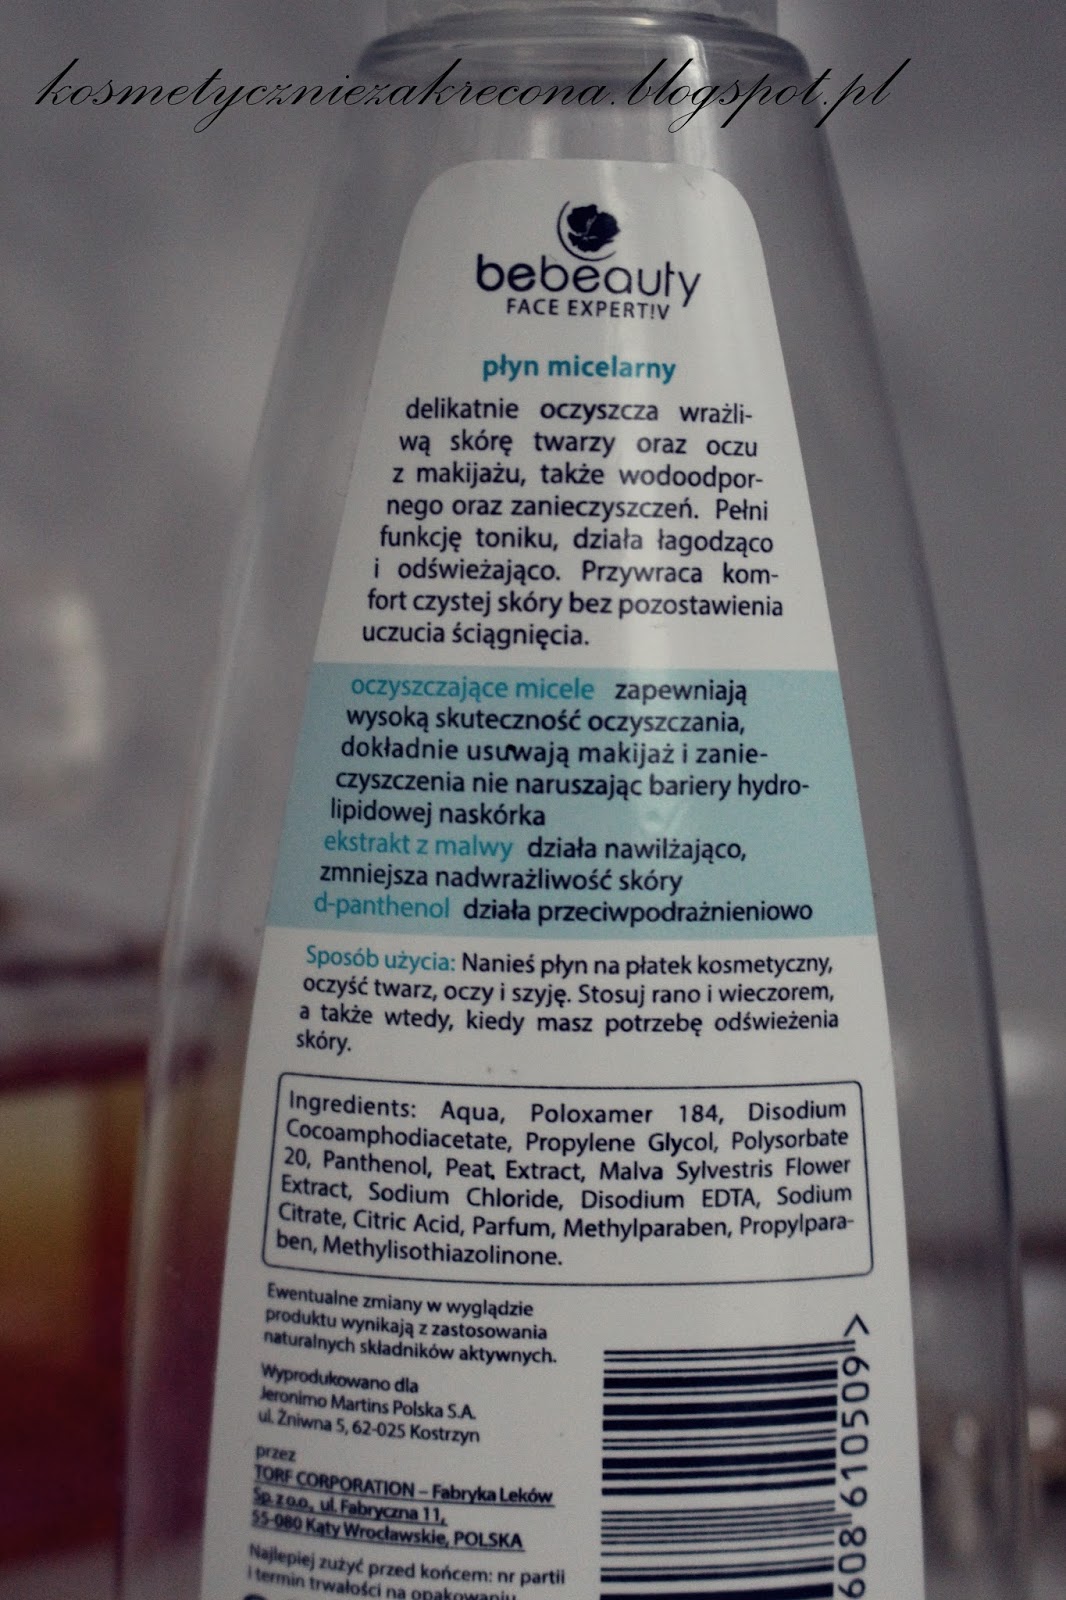 kosmetyczniezakrecona.blogspot.pl
bebeauty
FACE EXPERT!V
płyn micelarny
delikatnie oczyszcza wrażli-
wą skórę twarzy oraz oczu
z makijażu, także wodoodpor-
nego oraz zanieczyszczeń. Pełni
funkcję toniku, działa łagodząco
i odświeżająco. Przywraca kom-
fort czystej skóry bez pozostawienia
uczucia ściągnięcia.
oczyszczające micele zapewniają
wysoką skuteczność oczyszczania,
dokładnie usuwają makijaż i zanie-
czyszczenia nie naruszając bariery hydro-
lipidowej naskórka
ekstrakt z malwy działa nawilżająco,
zmniejsza nadwrażliwość skóry
d-panthenol działa przeciwpodrażnieniowo
Sposób użycia: Nanieś płyn na płatek kosmetyczny,
oczyść twarz, oczy i szyję. Stosuj rano i wieczorem,
a także wtedy, kiedy masz potrzebę odświeżenia
skóry.
Ingredients: Aqua, Poloxamer 184, Disodium
Cocoamphodiacetate, Propylene Glycol, Polysorbate
20, Panthenol, Peat Extract, Malva Sylvestris Flower
Extract, Sodium Chloride, Disodium EDTA, Sodium
Citrate, Citric Acid, Parfum, Methylparaben, Propylpara-
ben, Methylisothiazolinone.
Ewentualne zmiany w wyglądzie
produktu wynikają z zastosowania
naturalnych składników aktywnych.
Wyprodukowano dla
Jeronimo Martins Polska S.A.
ul. Żniwna 5, 62-025 Kostrzyn
przez
TORF CORPORATION – Fabryka Leków
Sp. z o.o., ul. Fabryczna 11,
55-080 Kąty Wrocławskie, POLSKA
Najlepiej zużyć przed końcem: nr partii
i termin trwałości na opakowaniu
608 610509 >